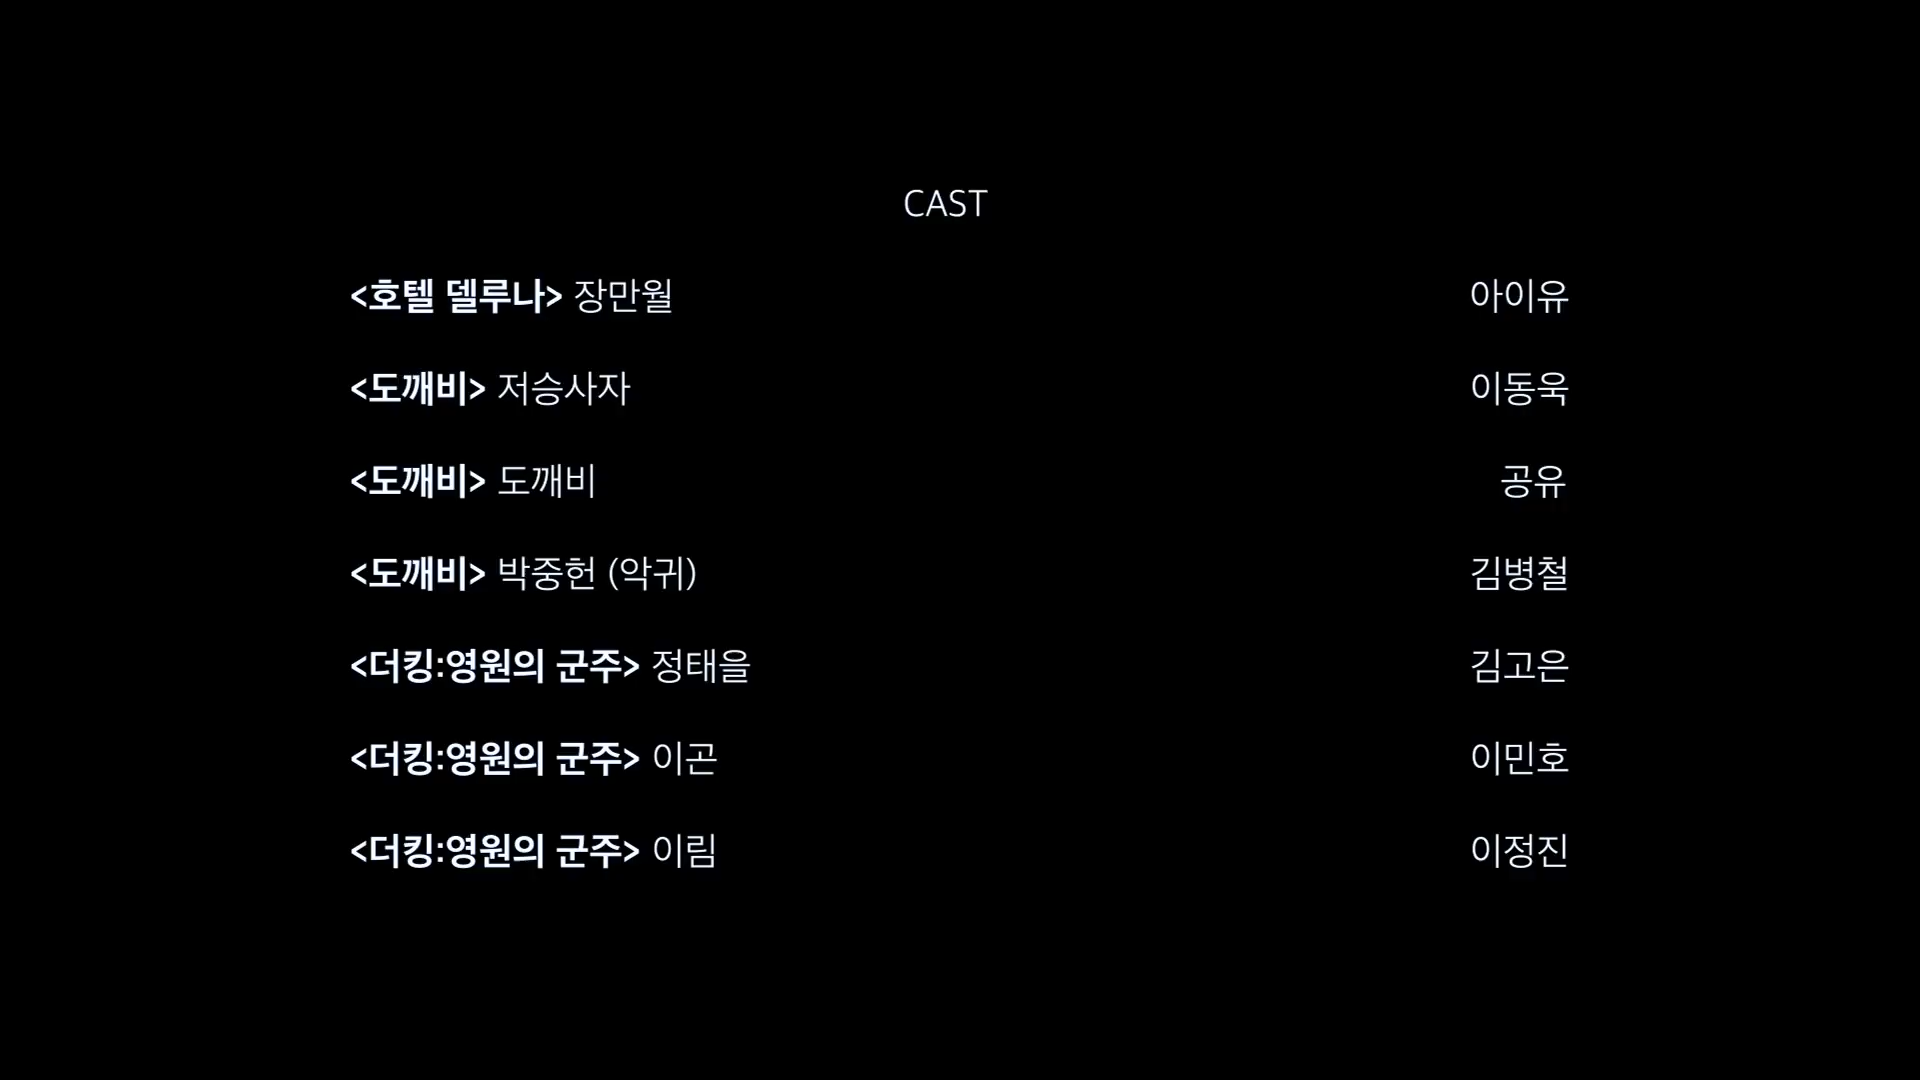 CAST
<호텔 델루나> 장만월 아이유
<도깨비> 저승사자 이동욱
<도깨비> 도깨비 공유
<도깨비> 박중헌 (악귀) 김병철
<더킹:영원의 군주> 정태을 김고은
<더킹:영원의 군주> 이곤 이민호
<더킹:영원의 군주> 이림 이정진